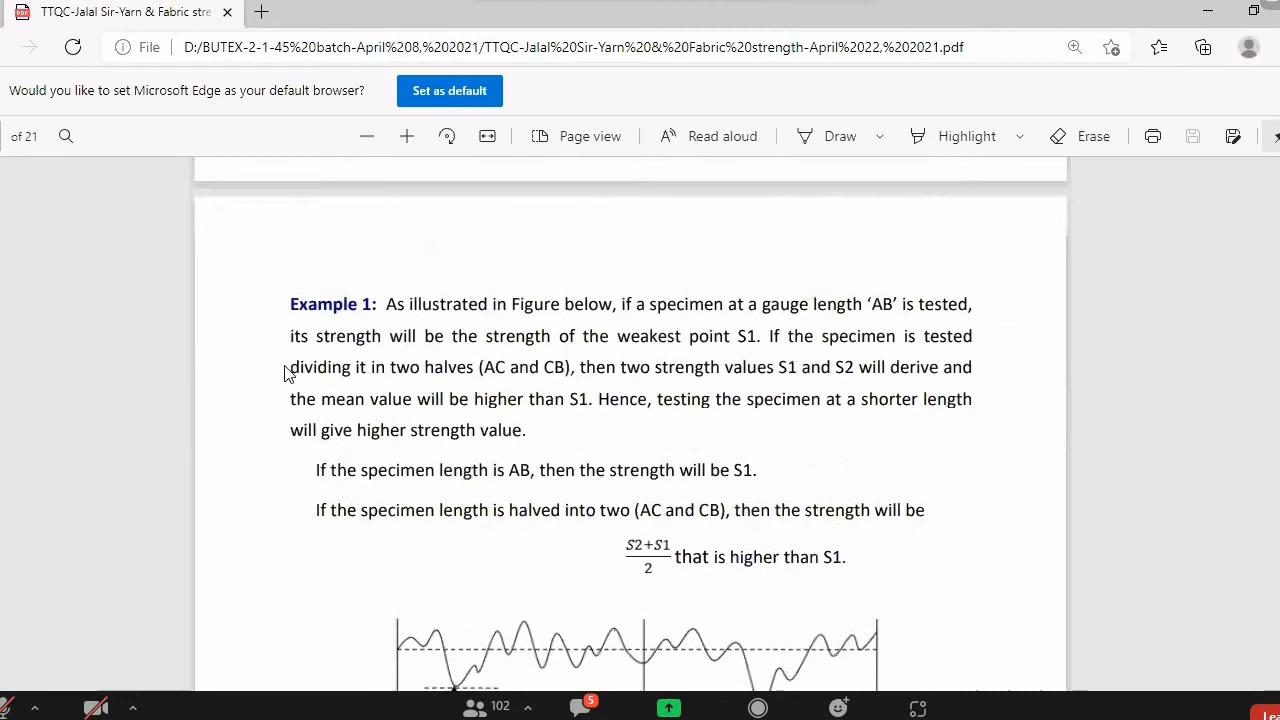 TTQC-Jalal Sir-Yarn & Fabric stre
File D:/BUTEX-2-1-45%20batch-April%208,%202021/TTQC-Jalal%20Sir-Yarn%20&%20Fabric%20strength-April%2022,%202021.pdf
Would you like to set Microsoft Edge as your default browser? Set as default
of 21 Page view Read aloud Draw Highlight Erase
Example 1: As illustrated in Figure below, if a specimen at a gauge length ‘AB’ is tested,
its strength will be the strength of the weakest point S1. If the specimen is tested
dividing it in two halves (AC and CB), then two strength values S1 and S2 will derive and
the mean value will be higher than S1. Hence, testing the specimen at a shorter length
will give higher strength value.
If the specimen length is AB, then the strength will be S1.
If the specimen length is halved into two (AC and CB), then the strength will be
S2+S1
2
that is higher than S1.
102 5